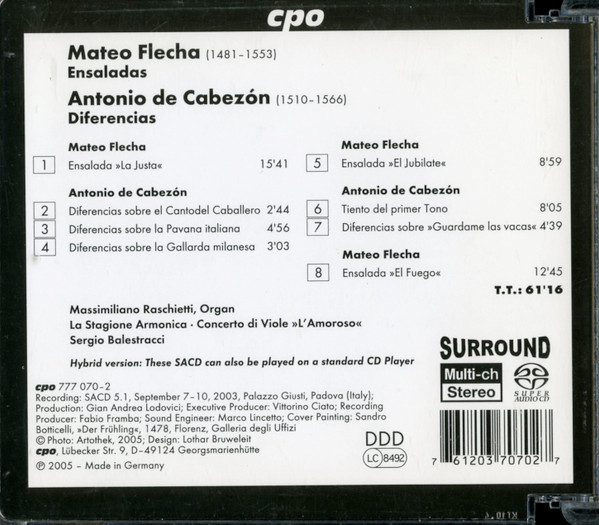 cpo
Mateo Flecha (1481–1553)
Ensaladas
Antonio de Cabezón (1510–1566)
Diferencias
Mateo Flecha
1 Ensalada »La Justa« 15'41
Antonio de Cabezón
2 Diferencias sobre el Cantodel Caballero 2'44
3 Diferencias sobre la Pavana italiana 4'56
4 Diferencias sobre la Gallarda milanesa 3'03
Mateo Flecha
5 Ensalada »El Jubilate« 8'59
Antonio de Cabezón
6 Tiento del primer Tono 8'05
7 Diferencias sobre »Guardame las vacas« 4'39
Mateo Flecha
8 Ensalada »El Fuego« 12'45
T.T.: 61'16
Massimiliano Raschietti, Organ
La Stagione Armonica · Concerto di Viole »L'Amoroso«
Sergio Balestracci
Hybrid version: These SACD can also be played on a standard CD Player
cpo 777 070–2
Recording: SACD 5.1, September 7–10, 2003, Palazzo Giusti, Padova (Italy);
Production: Gian Andrea Lodovici; Executive Producer: Vittorino Ciato; Recording
Producer: Fabio Framba; Sound Engineer: Marco Lincetto; Cover Painting: Sandro
Botticelli, »Der Frühling«, 1478, Florenz, Galleria degli Uffizi
© Photo: Artothek, 2005; Design: Lothar Bruweleit
cpo, Lübecker Str. 9, D–49124 Georgsmarienhütte
℗ 2005 – Made in Germany
DDD
LC 8492
SURROUND
Multi-ch
Stereo
SUPER
AUDIO CD
7 61203 70702 7